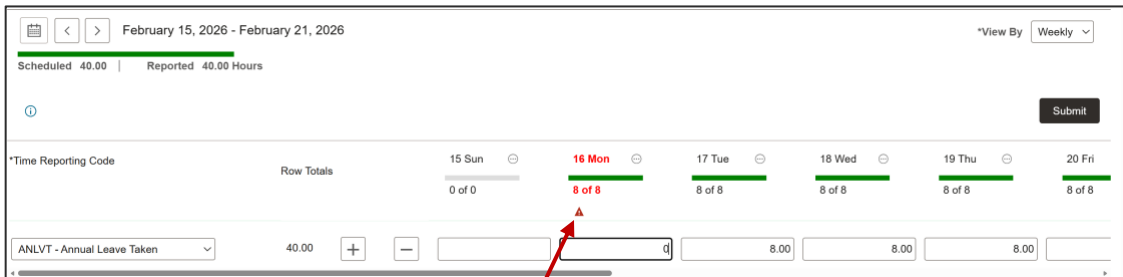 February 15, 2026 - February 21, 2026
*View By Weekly
Scheduled 40.00 | Reported 40.00 Hours
Submit
*Time Reporting Code Row Totals 15 Sun 16 Mon 17 Tue 18 Wed 19 Thu 20 Fri
0 of 0 8 of 8 8 of 8 8 of 8 8 of 8 8 of 8
ANLVT - Annual Leave Taken 40.00 0 8.00 8.00 8.00